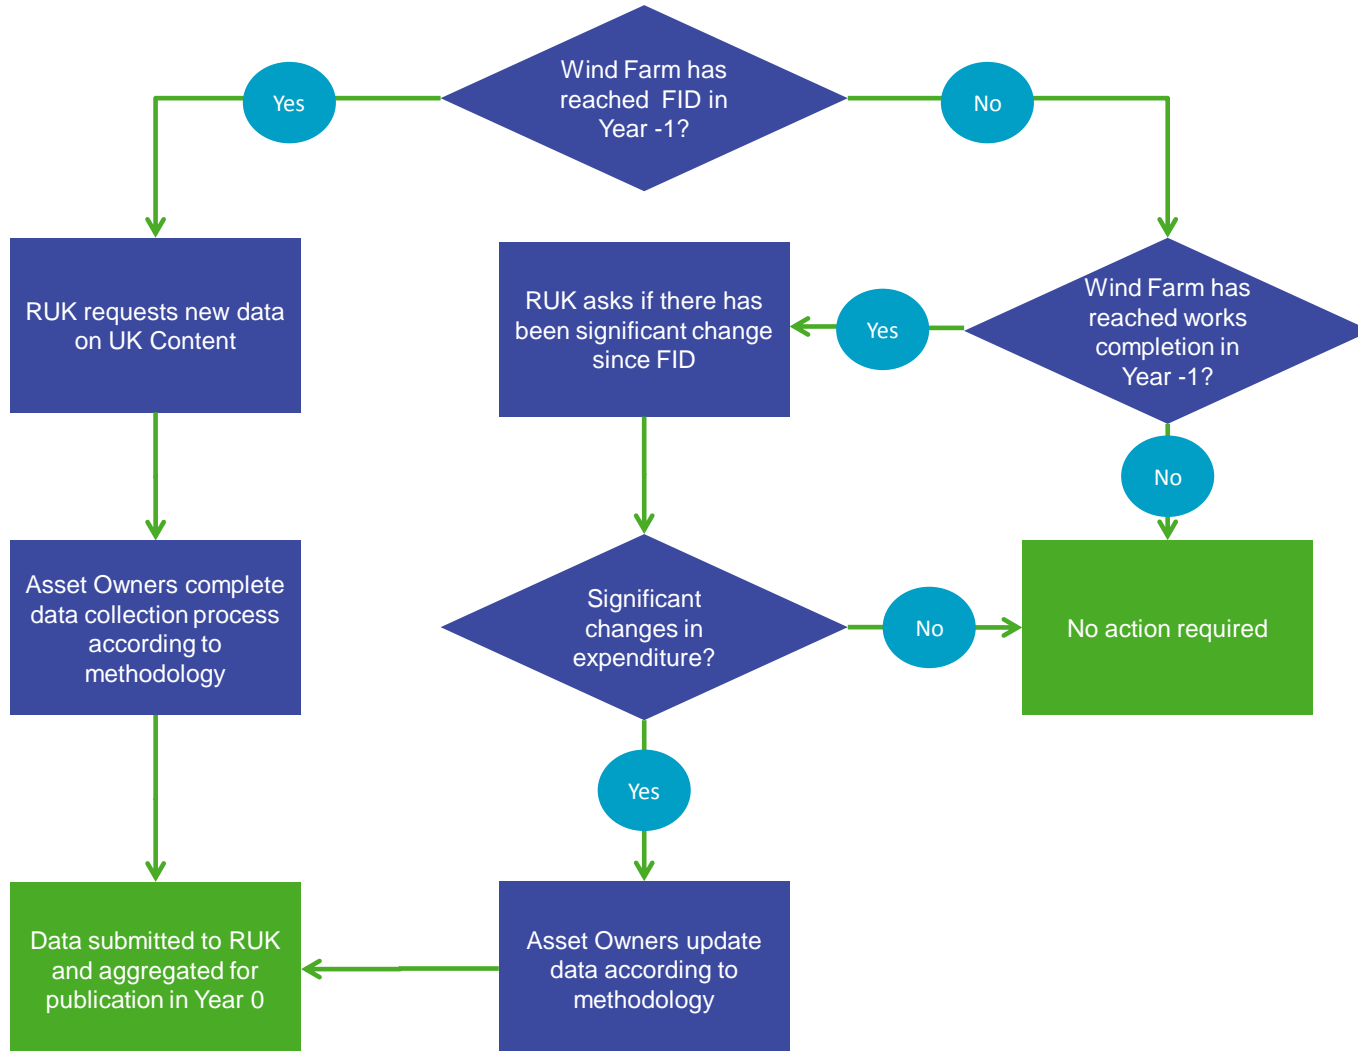 Wind Farm has
reached FID in
Year -1?
Yes
No
RUK requests new data
on UK Content
RUK asks if there has
been significant change
since FID
Yes
Wind Farm has
reached works
completion in
Year -1?
No
Asset Owners complete
data collection process
according to
methodology
Significant
changes in
expenditure?
No
No action required
Yes
Data submitted to RUK
and aggregated for
publication in Year 0
Asset Owners update
data according to
methodology